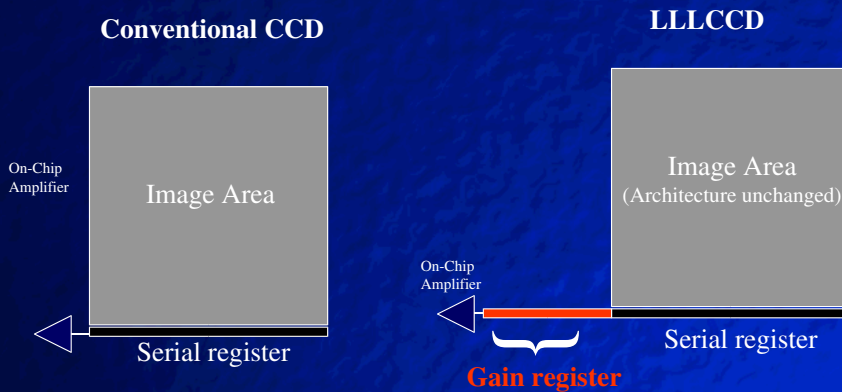 Conventional CCD
On-Chip
Amplifier
Image Area
Serial register
LLLCCD
Image Area
(Architecture unchanged)
On-Chip
Amplifier
Serial register
Gain register